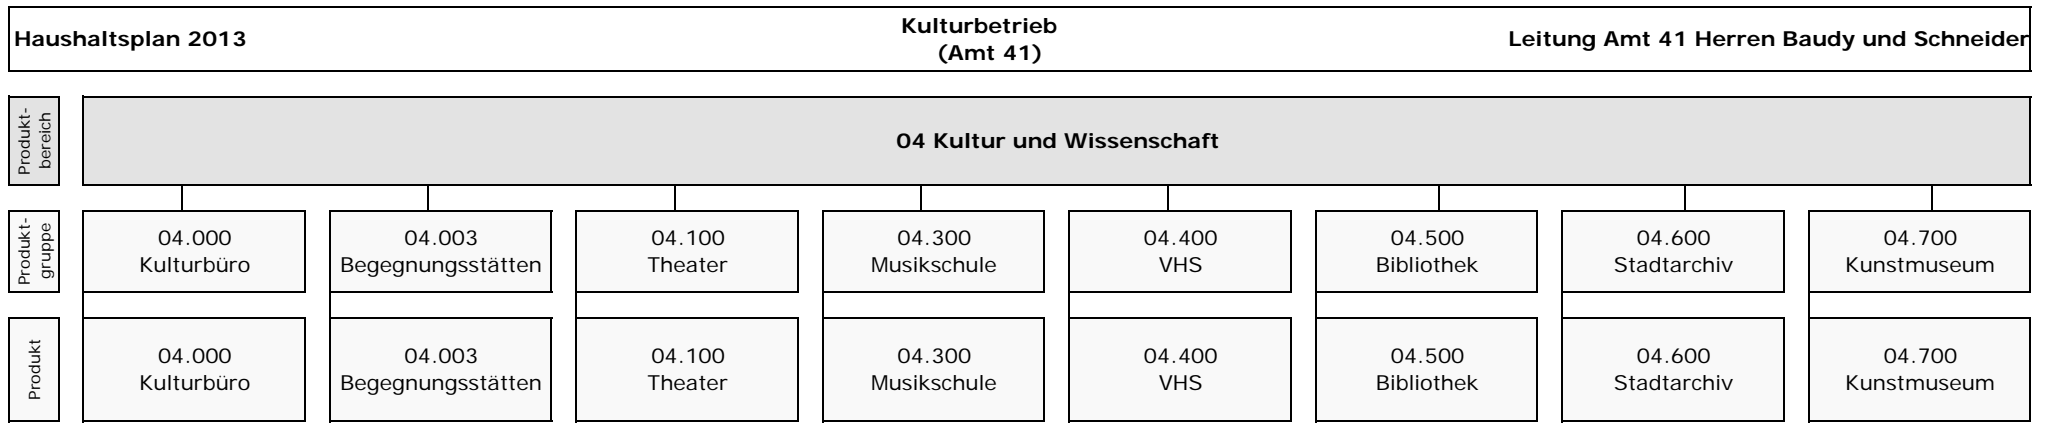 Haushaltsplan 2013
Kulturbetrieb
(Amt 41)
Leitung Amt 41 Herren Baudy und Schneider
Produkt-
bereich
04 Kultur und Wissenschaft
Produkt-
gruppe
04.000
Kulturbüro
04.003
Begegnungsstätten
04.100
Theater
04.300
Musikschule
04.400
VHS
04.500
Bibliothek
04.600
Stadtarchiv
04.700
Kunstmuseum
Produkt
04.000
Kulturbüro
04.003
Begegnungsstätten
04.100
Theater
04.300
Musikschule
04.400
VHS
04.500
Bibliothek
04.600
Stadtarchiv
04.700
Kunstmuseum